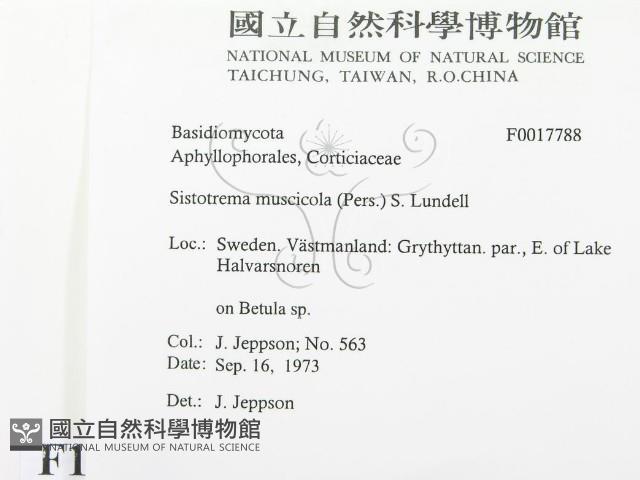 國立自然科學博物館
NATIONAL MUSEUM OF NATURAL SCIENCE
TAICHUNG, TAIWAN, R.O.CHINA
Basidiomycota F0017788
Aphyllophorales, Corticiaceae
Sistotrema muscicola (Pers.) S. Lundell
Loc.: Sweden. Västmanland: Grythyttan. par., E. of Lake
Halvarsnoren
on Betula sp.
Col.: J. Jeppson; No. 563
Date: Sep. 16, 1973
Det.: J. Jeppson
國立自然科學博物館
NATIONAL MUSEUM OF NATURAL SCIENCE
F1